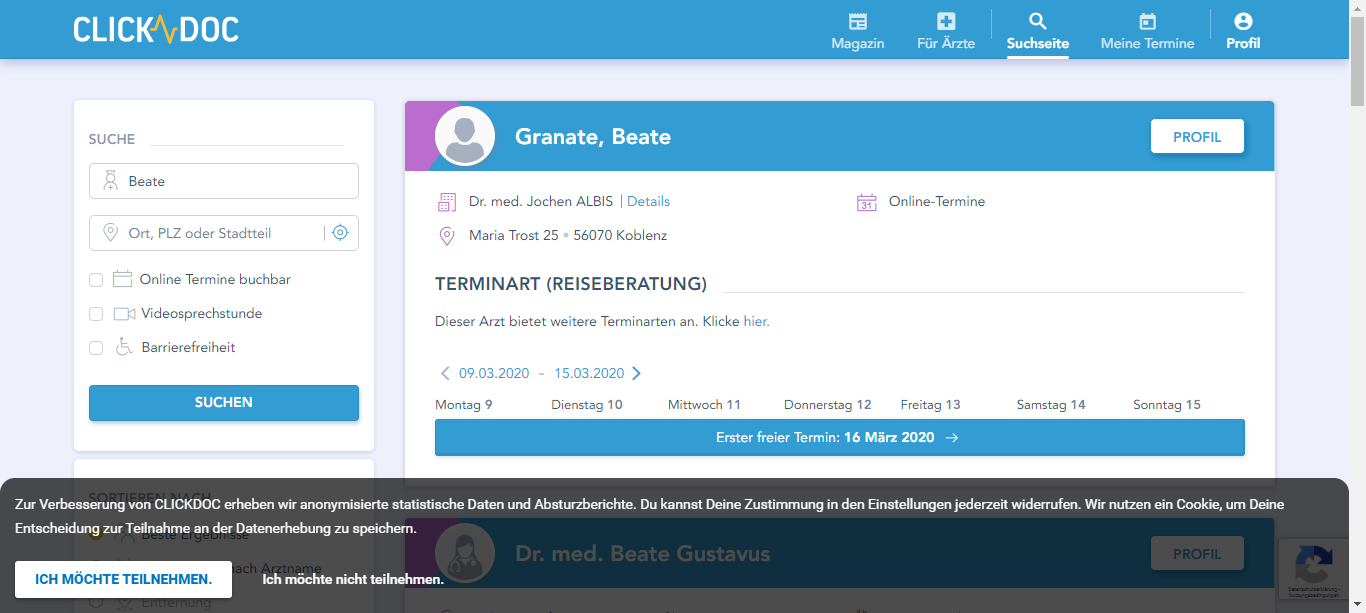 CLICKDOC
Magazin
Für Ärzte
Suchseite
Meine Termine
Profil
SUCHE
Beate
Ort, PLZ oder Stadtteil
Online Termine buchbar
Videosprechstunde
Barrierefreiheit
SUCHEN
SORTIEREN NACH
Beste Ergebnisse
nach Arztname
Entfernung
Granate, Beate
PROFIL
Dr. med. Jochen ALBIS | Details
Online-Termine
31
Maria Trost 25 • 56070 Koblenz
TERMINART (REISEBERATUNG)
Dieser Arzt bietet weitere Terminarten an. Klicke hier.
09.03.2020 - 15.03.2020
Montag 9 Dienstag 10 Mittwoch 11 Donnerstag 12 Freitag 13 Samstag 14 Sonntag 15
Erster freier Termin: 16 März 2020 →
Dr. med. Beate Gustavus
PROFIL
Zur Verbesserung von CLICKDOC erheben wir anonymisierte statistische Daten und Absturzberichte. Du kannst Deine Zustimmung in den Einstellungen jederzeit widerrufen. Wir nutzen ein Cookie, um Deine
Entscheidung zur Teilnahme an der Datenerhebung zu speichern.
ICH MÖCHTE TEILNEHMEN.
Ich möchte nicht teilnehmen.
Datenschutzerklärung -
Nutzungsbedingungen